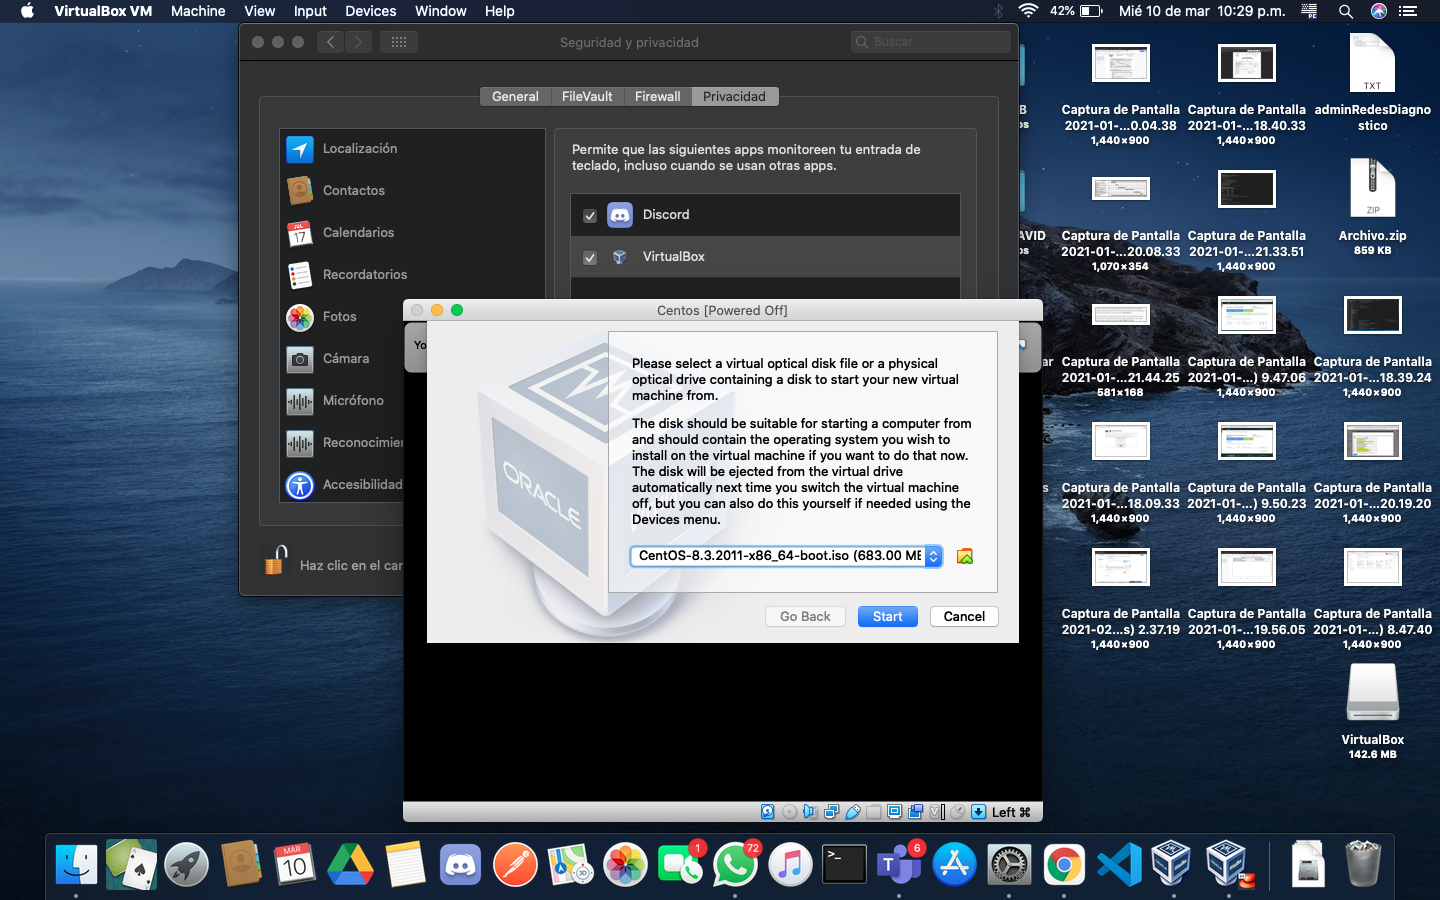 VirtualBox VM Machine View Input Devices Window Help
42% Mié 10 de mar 10:29 p.m.
PC
Seguridad y privacidad
Buscar
General FileVault Firewall Privacidad
Localización
Contactos
JUL
17
Calendarios
Recordatorios
Fotos
Cámara
Micrófono
Reconocimie
Accesibilidad
Permite que las siguientes apps monitoreen tu entrada de
teclado, incluso cuando se usan otras apps.
Discord
VirtualBox
Haz clic en el can
Centos [Powered Off]
Yo
ORACLE
Please select a virtual optical disk file or a physical
optical drive containing a disk to start your new virtual
machine from.
The disk should be suitable for starting a computer from
and should contain the operating system you wish to
install on the virtual machine if you want to do that now.
The disk will be ejected from the virtual drive
automatically next time you switch the virtual machine
off, but you can also do this yourself if needed using the
Devices menu.
CentOS-8.3.2011-x86_64-boot.iso (683.00 ME
Go Back Start Cancel
Left ⌘
B
os
AVID
os
ar
s
Captura de Pantalla
2021-01-...0.04.38
1,440×900
Captura de Pantalla
2021-01-...18.40.33
1,440×900
TXT
adminRedesDiagno
stico
Captura de Pantalla
2021-01-...20.08.33
1,070×354
Captura de Pantalla
2021-01-...21.33.51
1,440×900
ZIP
Archivo.zip
859 KB
Captura de Pantalla
2021-01-...21.44.25
581×168
Captura de Pantalla
2021-01-...) 9.47.06
1,440×900
Captura de Pantalla
2021-01-...18.39.24
1,440×900
Captura de Pantalla
2021-01-...18.09.33
1,440×900
Captura de Pantalla
2021-01-...) 9.50.23
1,440×900
Captura de Pantalla
2021-01-...20.19.20
1,440×900
Captura de Pantalla
2021-02...s) 2.37.19
1,440×900
Captura de Pantalla
2021-01-...19.56.05
1,440×900
Captura de Pantalla
2021-01-...) 8.47.40
1,440×900
VirtualBox
142.6 MB
MAR
10
3D
1
72
>_
6